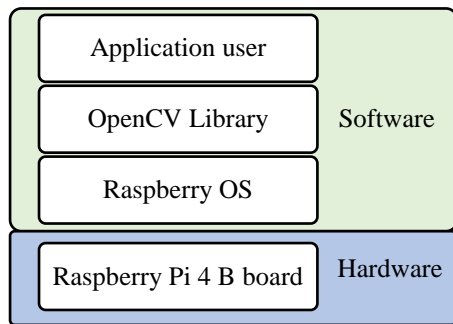 Application user
OpenCV Library
Software
Raspberry OS
Raspberry Pi 4 B board
Hardware